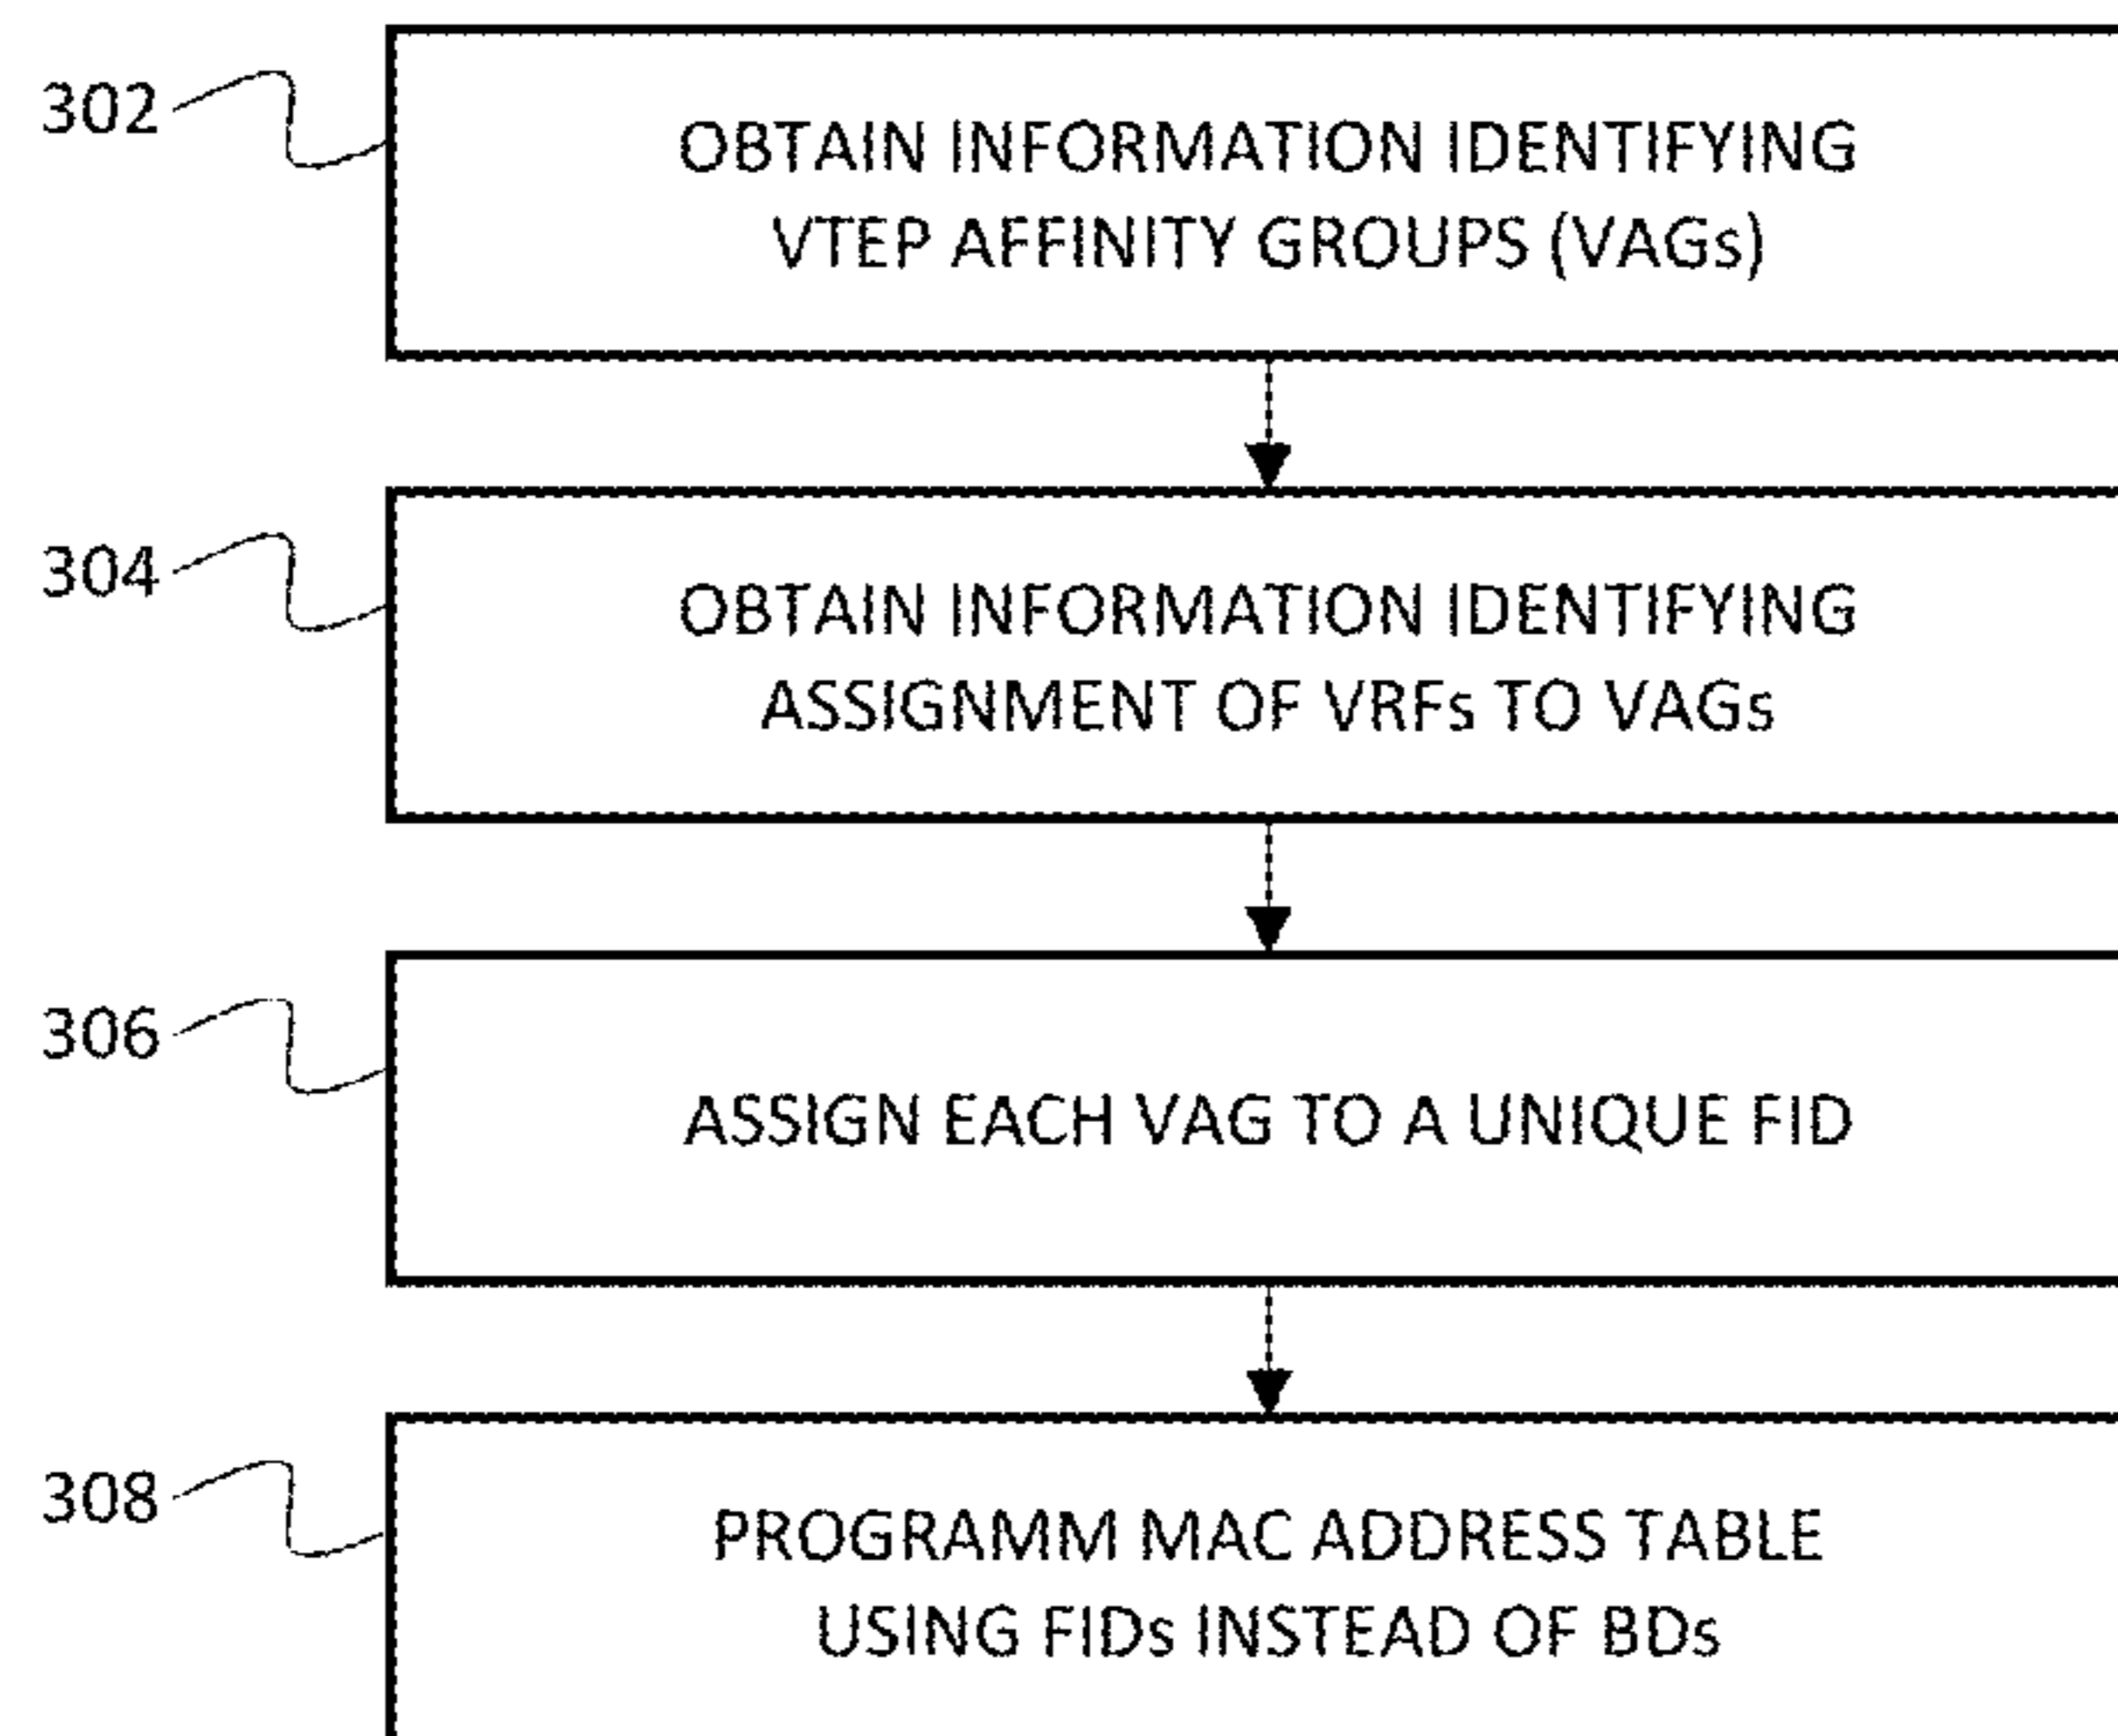 302
OBTAIN INFORMATION IDENTIFYING
VTEP AFFINITY GROUPS (VAGs)
304
OBTAIN INFORMATION IDENTIFYING
ASSIGNMENT OF VRFs TO VAGs
306
ASSIGN EACH VAG TO A UNIQUE FID
308
PROGRAMM MAC ADDRESS TABLE
USING FIDs INSTEAD OF BDs